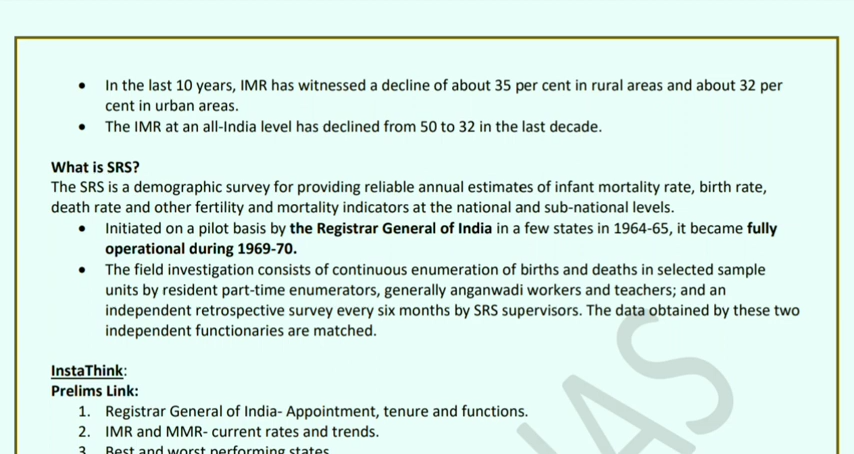 • In the last 10 years, IMR has witnessed a decline of about 35 per cent in rural areas and about 32 per
cent in urban areas.
• The IMR at an all-India level has declined from 50 to 32 in the last decade.
What is SRS?
The SRS is a demographic survey for providing reliable annual estimates of infant mortality rate, birth rate,
death rate and other fertility and mortality indicators at the national and sub-national levels.
• Initiated on a pilot basis by the Registrar General of India in a few states in 1964-65, it became fully
operational during 1969-70.
• The field investigation consists of continuous enumeration of births and deaths in selected sample
units by resident part-time enumerators, generally anganwadi workers and teachers; and an
independent retrospective survey every six months by SRS supervisors. The data obtained by these two
independent functionaries are matched.
InstaThink:
Prelims Link:
1. Registrar General of India- Appointment, tenure and functions.
2. IMR and MMR- current rates and trends.
3. Best and worst performing states
IAS